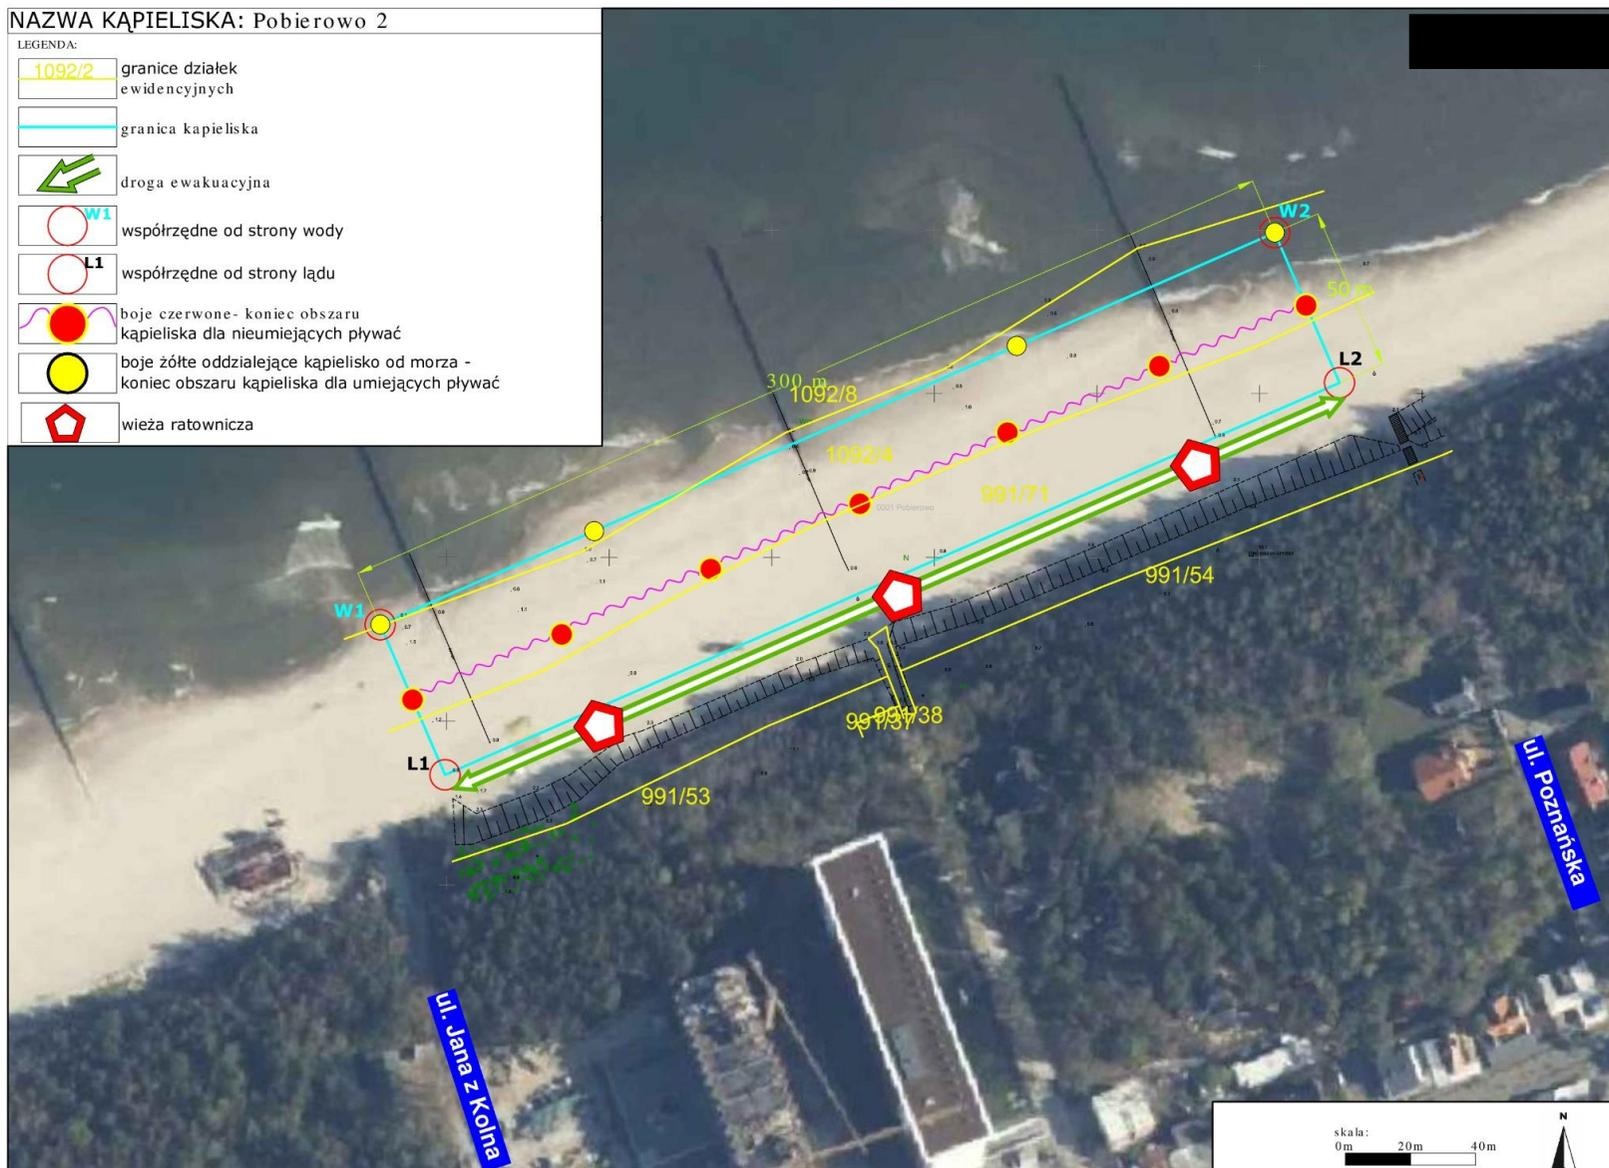 NAZWA KĄPIELISKA: Pobierowo 2
LEGENDA:
1092/2
granice działek
ewidencyjnych
granica kapieliska
droga ewakuacyjna
W1
współrzędne od strony wody
L1
współrzędne od strony lądu
boje czerwone- koniec obszaru
kąpieliska dla nieumiejących pływać
boje żółte oddzialejące kąpielisko od morza -
koniec obszaru kąpieliska dla umiejących pływać
wieża ratownicza
W2
50 m
L2
300 m
1092/8
1092/4
991/71
0001 Pobierowo
N
991/54
W1
991/37
991/38
L1
991/53
ul. Poznańska
ul. Jana z Kolna
skala:
0m 20m 40m
N